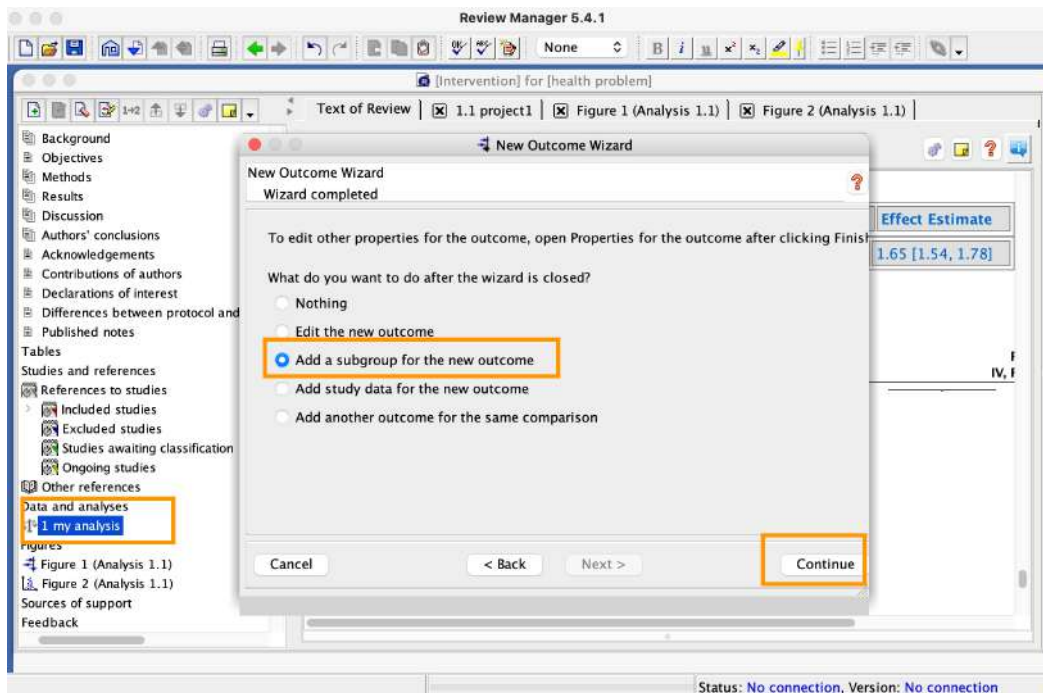 Review Manager 5.4.1
None
B i u x² x₂
[Intervention] for [health problem]
Text of Review 1.1 project1 Figure 1 (Analysis 1.1) Figure 2 (Analysis 1.1)
Background
Objectives
Methods
Results
Discussion
Authors' conclusions
Acknowledgements
Contributions of authors
Declarations of interest
Differences between protocol and
Published notes
Tables
Studies and references
References to studies
Included studies
Excluded studies
Studies awaiting classification
Ongoing studies
Other references
Data and analyses
1 my analysis
Figures
Figure 1 (Analysis 1.1)
Figure 2 (Analysis 1.1)
Sources of support
Feedback
New Outcome Wizard
New Outcome Wizard
Wizard completed
To edit other properties for the outcome, open Properties for the outcome after clicking Finish
What do you want to do after the wizard is closed?
Nothing
Edit the new outcome
Add a subgroup for the new outcome
Add study data for the new outcome
Add another outcome for the same comparison
Cancel < Back Next > Continue
Effect Estimate
1.65 [1.54, 1.78]
Status: No connection, Version: No connection